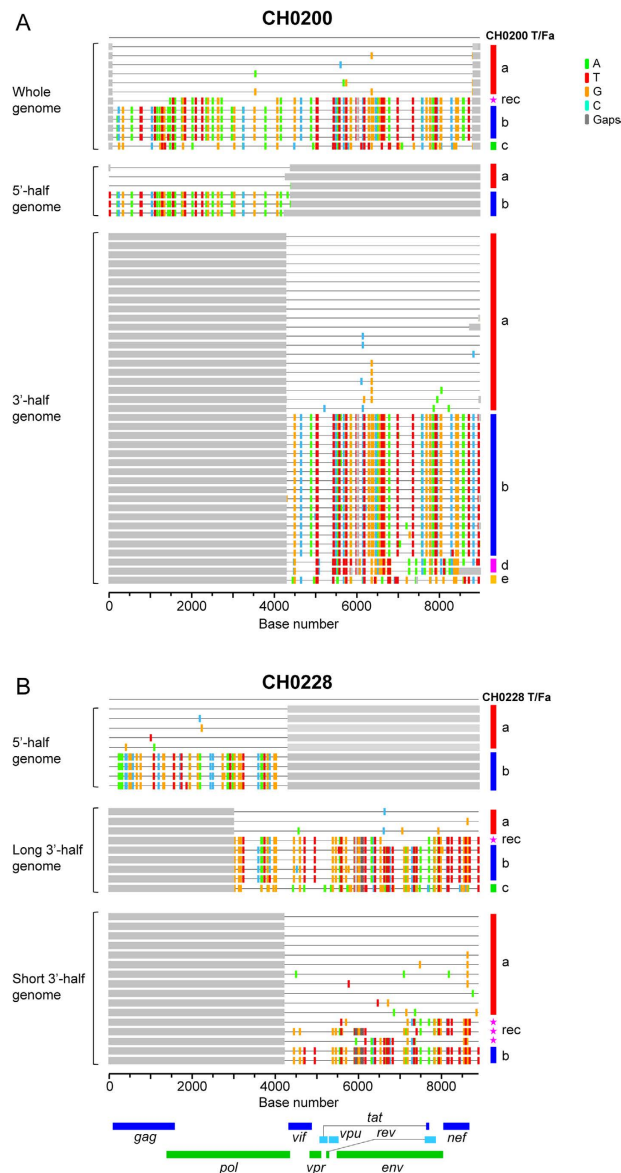 A
CH0200
CH0200 T/Fa
Whole
genome
a
rec
b
c
A
T
G
C
Gaps
5'-half
genome
a
b
3'-half
genome
a
b
d
e
0 2000 4000 6000 8000
Base number
B
CH0228
CH0228 T/Fa
5'-half
genome
a
b
Long 3'-half
genome
a
rec
b
c
Short 3'-half
genome
a
rec
b
0 2000 4000 6000 8000
Base number
tat
gag vif vpu rev nef
pol vpr env